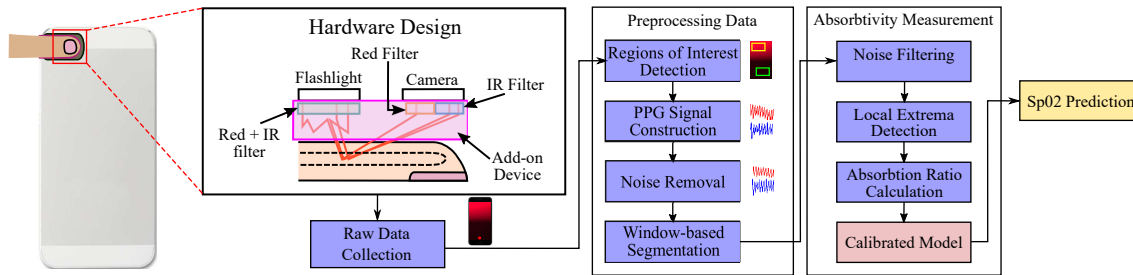 Hardware Design
Red Filter
Flashlight
Camera
IR Filter
Red + IR
filter
Add-on
Device
Raw Data
Collection
Preprocessing Data
Regions of Interest
Detection
PPG Signal
Construction
Noise Removal
Window-based
Segmentation
Absorbtivity Measurement
Noise Filtering
Local Extrema
Detection
Absorbtion Ratio
Calculation
Calibrated Model
Sp02 Prediction